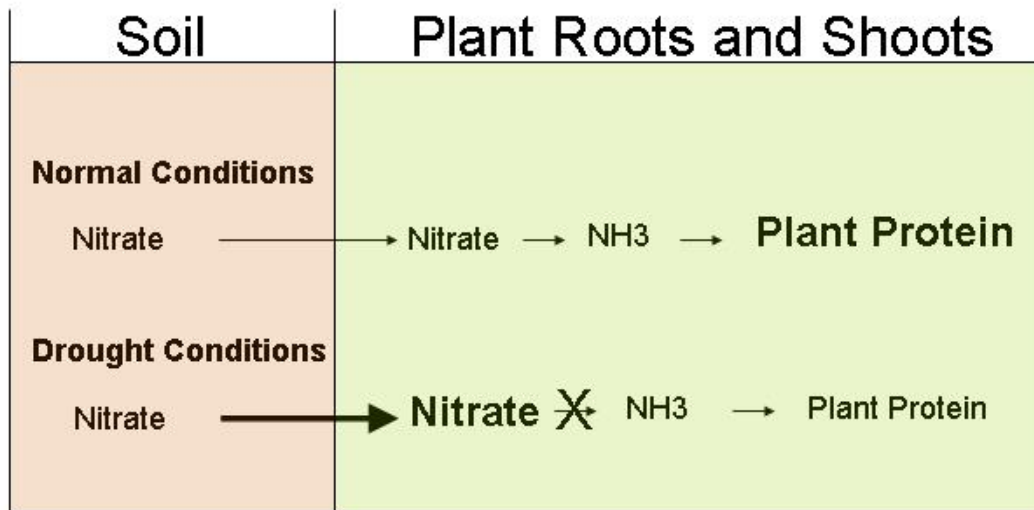 Soil Plant Roots and Shoots
Normal Conditions
Nitrate Nitrate NH3 Plant Protein
Drought Conditions
Nitrate Nitrate NH3 Plant Protein